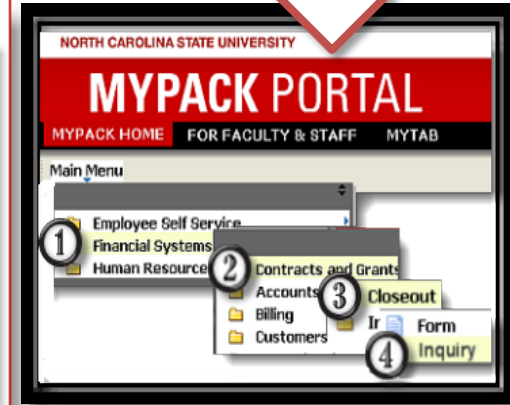 NORTH CAROLINA STATE UNIVERSITY
MYPACK PORTAL
MYPACK HOME FOR FACULTY & STAFF MYTAB
Main Menu
Employee Self Service
1 Financial Systems
Human Resource
2 Contracts and Grants
Accounts
3 Closeout
Billing
Customers
Form
4 Inquiry